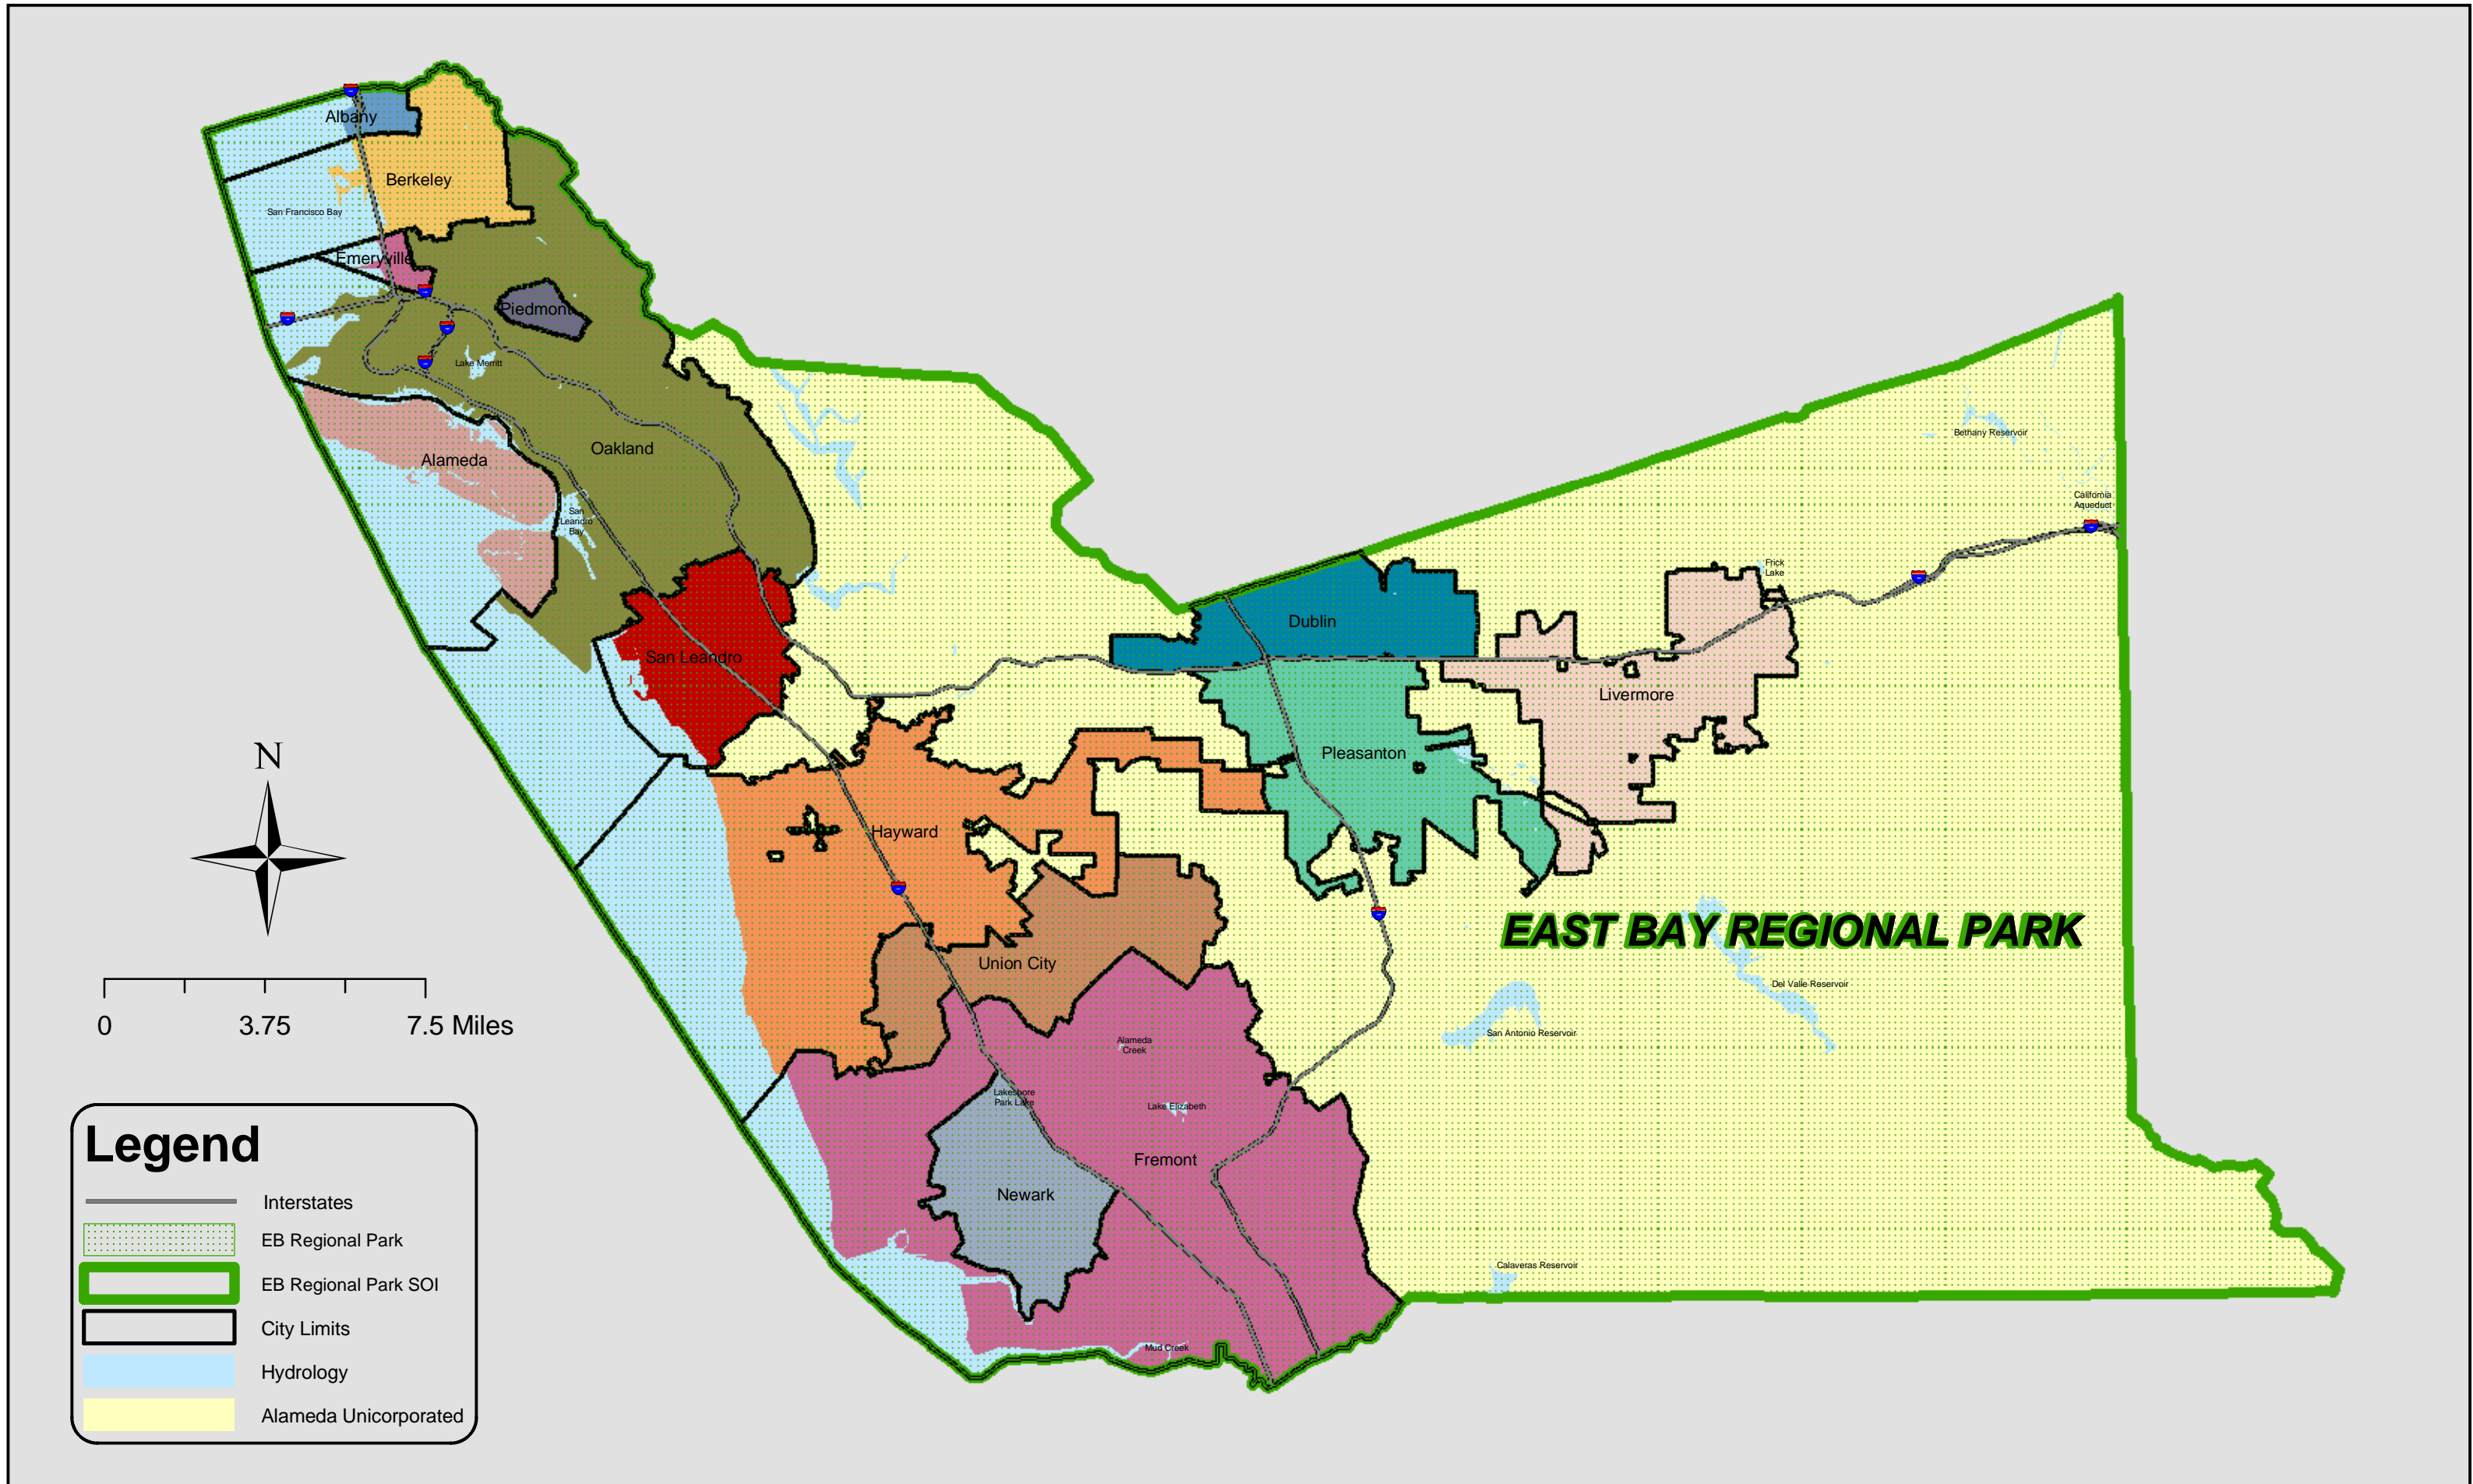 Albany
Berkeley
San Francisco Bay
Emeryville
Piedmont
Lake Merritt
Oakland
Alameda
San
Leandro
Bay
San Leandro
Dublin
Livermore
Pleasanton
Frick
Lake
Bethany Reservoir
California
Aqueduct
Hayward
Union City
EAST BAY REGIONAL PARK
Del Valle Reservoir
San Antonio Reservoir
Alameda
Creek
Lakeshore
Park Lake
Lake Elizabeth
Fremont
Newark
Calaveras Reservoir
Mud Creek
N
0 3.75 7.5 Miles
Legend
Interstates
EB Regional Park
EB Regional Park SOI
City Limits
Hydrology
Alameda Unicorporated